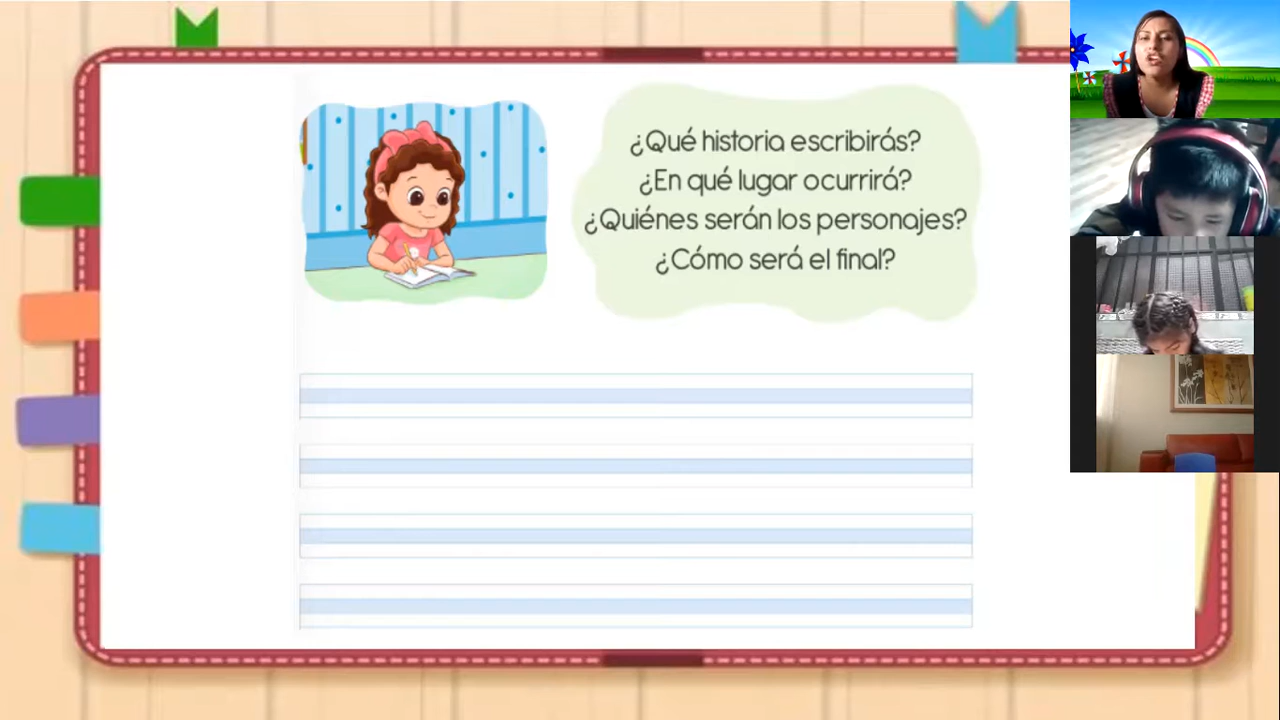 ¿Qué historia escribirás?
¿En qué lugar ocurrirá?
¿Quiénes serán los personajes?
¿Cómo será el final?